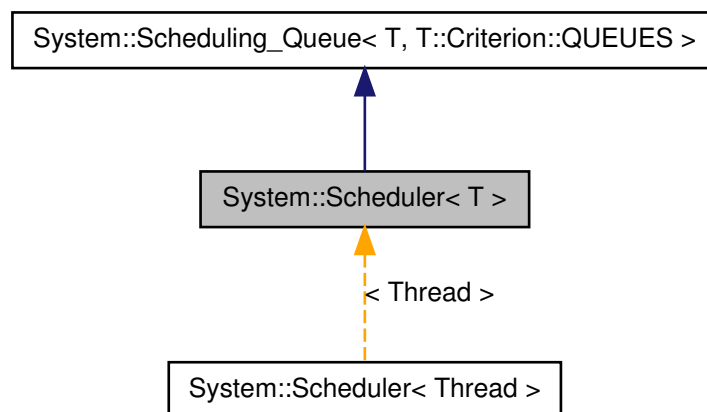 System::Scheduling_Queue< T, T::Criterion::QUEUES >
System::Scheduler< T >
< Thread >
System::Scheduler< Thread >